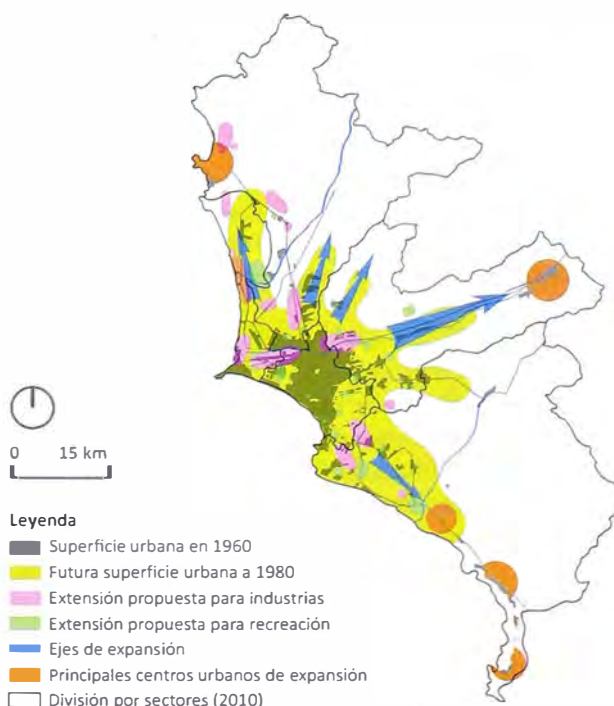 0 15 km
Leyenda
Superficie urbana en 1960
Futura superficie urbana a 1980
Extensión propuesta para industrias
Extensión propuesta para recreación
Ejes de expansión
Principales centros urbanos de expansión
División por sectores (2010)